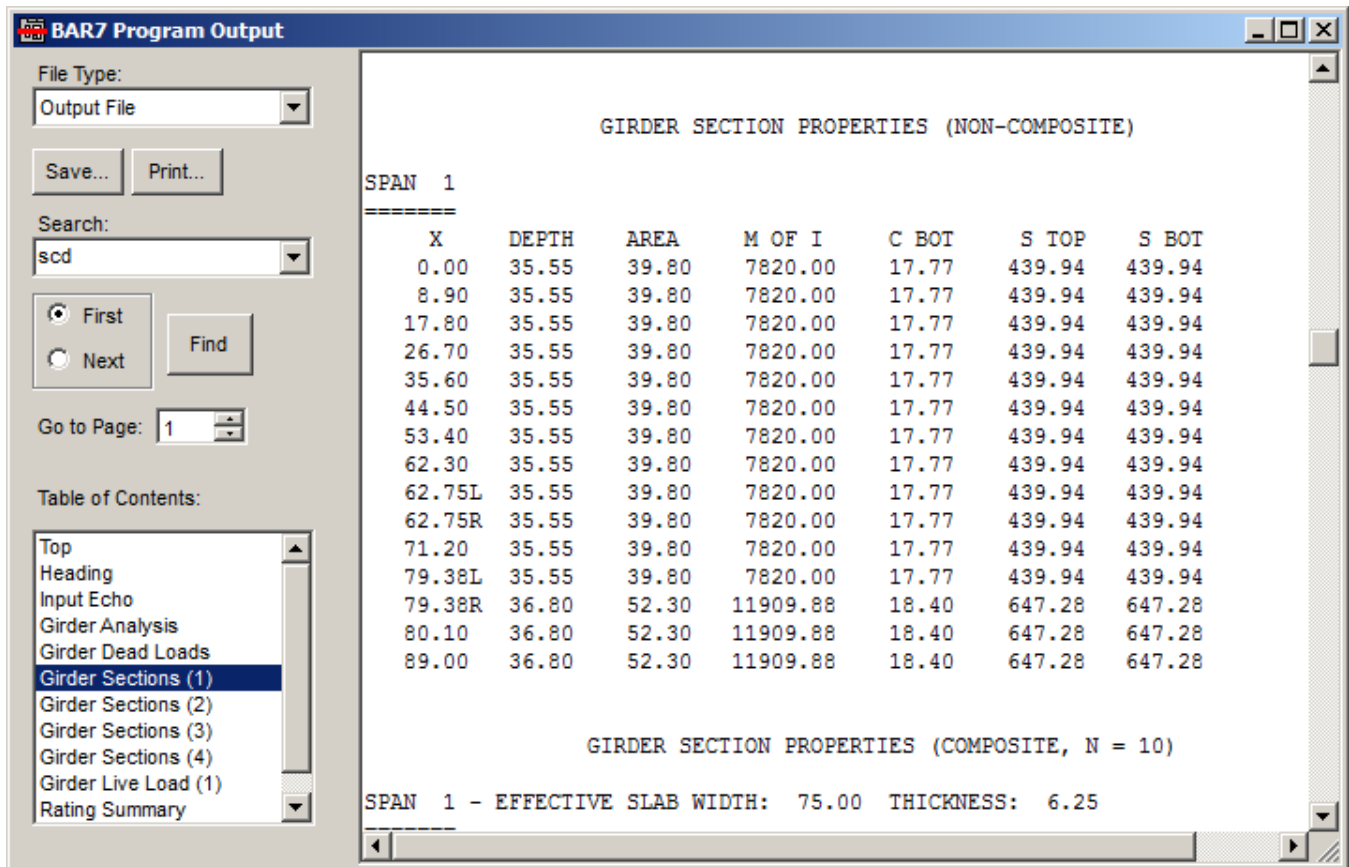 BAR7 Program Output
File Type:
Output File
Save... Print...
Search:
scd
First
Next
Find
Go to Page: 1
Table of Contents:
Top
Heading
Input Echo
Girder Analysis
Girder Dead Loads
Girder Sections (1)
Girder Sections (2)
Girder Sections (3)
Girder Sections (4)
Girder Live Load (1)
Rating Summary
GIRDER SECTION PROPERTIES (NON-COMPOSITE)
SPAN 1
=======
X DEPTH AREA M OF I C BOT S TOP S BOT
0.00 35.55 39.80 7820.00 17.77 439.94 439.94
8.90 35.55 39.80 7820.00 17.77 439.94 439.94
17.80 35.55 39.80 7820.00 17.77 439.94 439.94
26.70 35.55 39.80 7820.00 17.77 439.94 439.94
35.60 35.55 39.80 7820.00 17.77 439.94 439.94
44.50 35.55 39.80 7820.00 17.77 439.94 439.94
53.40 35.55 39.80 7820.00 17.77 439.94 439.94
62.30 35.55 39.80 7820.00 17.77 439.94 439.94
62.75L 35.55 39.80 7820.00 17.77 439.94 439.94
62.75R 35.55 39.80 7820.00 17.77 439.94 439.94
71.20 35.55 39.80 7820.00 17.77 439.94 439.94
79.38L 35.55 39.80 7820.00 17.77 439.94 439.94
79.38R 36.80 52.30 11909.88 18.40 647.28 647.28
80.10 36.80 52.30 11909.88 18.40 647.28 647.28
89.00 36.80 52.30 11909.88 18.40 647.28 647.28
GIRDER SECTION PROPERTIES (COMPOSITE, N = 10)
SPAN 1 - EFFECTIVE SLAB WIDTH: 75.00 THICKNESS: 6.25